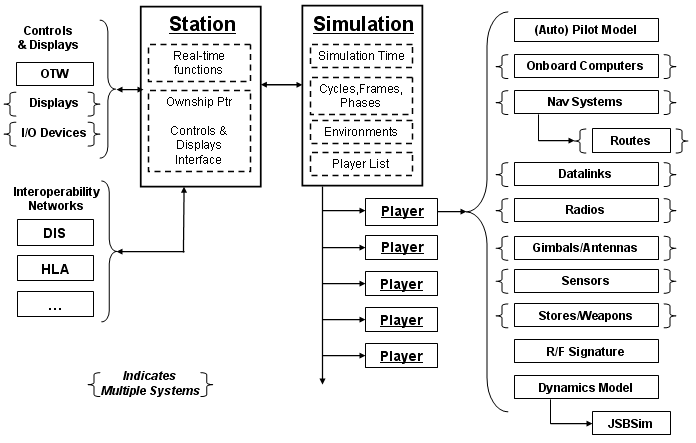 Controls
& Displays
OTW
Displays
I/O Devices
Interoperability
Networks
DIS
HLA
...
Indicates
Multiple Systems
Station
Real-time
functions
Ownship Ptr
Controls &
Displays
Interface
Simulation
Simulation Time
Cycles,Frames,
Phases
Environments
Player List
Player
Player
Player
Player
Player
(Auto) Pilot Model
Onboard Computers
Nav Systems
Routes
Datalinks
Radios
Gimbals/Antennas
Sensors
Stores/Weapons
R/F Signature
Dynamics Model
JSBSim